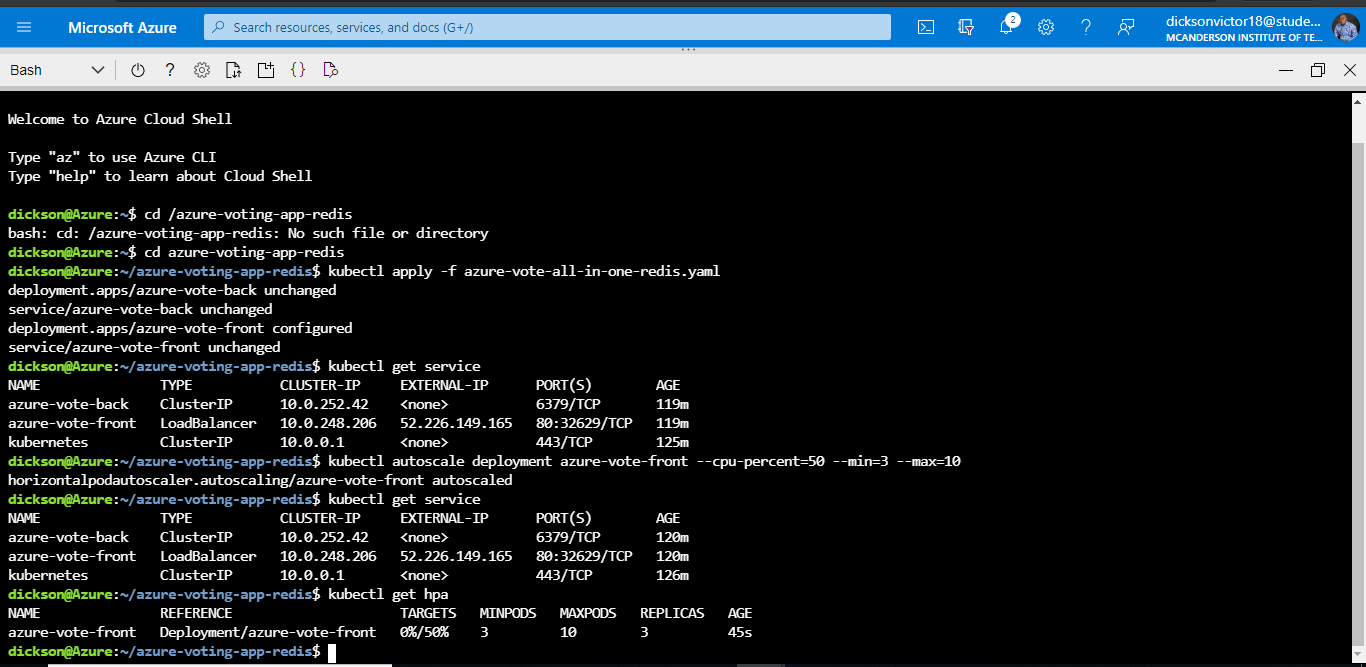 Microsoft Azure
Search resources, services, and docs (G+/)
2
dicksonvictor18@stude...
MCANDERSON INSTITUTE OF TE...
Bash
Welcome to Azure Cloud Shell
Type "az" to use Azure CLI
Type "help" to learn about Cloud Shell
dickson@Azure:~$ cd /azure-voting-app-redis
bash: cd: /azure-voting-app-redis: No such file or directory
dickson@Azure:~$ cd azure-voting-app-redis
dickson@Azure:~/azure-voting-app-redis$ kubectl apply -f azure-vote-all-in-one-redis.yaml
deployment.apps/azure-vote-back unchanged
service/azure-vote-back unchanged
deployment.apps/azure-vote-front configured
service/azure-vote-front unchanged
dickson@Azure:~/azure-voting-app-redis$ kubectl get service
NAME TYPE CLUSTER-IP EXTERNAL-IP PORT(S) AGE
azure-vote-back ClusterIP 10.0.252.42 <none> 6379/TCP 119m
azure-vote-front LoadBalancer 10.0.248.206 52.226.149.165 80:32629/TCP 119m
kubernetes ClusterIP 10.0.0.1 <none> 443/TCP 125m
dickson@Azure:~/azure-voting-app-redis$ kubectl autoscale deployment azure-vote-front --cpu-percent=50 --min=3 --max=10
horizontalpodautoscaler.autoscaling/azure-vote-front autoscaled
dickson@Azure:~/azure-voting-app-redis$ kubectl get service
NAME TYPE CLUSTER-IP EXTERNAL-IP PORT(S) AGE
azure-vote-back ClusterIP 10.0.252.42 <none> 6379/TCP 120m
azure-vote-front LoadBalancer 10.0.248.206 52.226.149.165 80:32629/TCP 120m
kubernetes ClusterIP 10.0.0.1 <none> 443/TCP 126m
dickson@Azure:~/azure-voting-app-redis$ kubectl get hpa
NAME REFERENCE TARGETS MINPODS MAXPODS REPLICAS AGE
azure-vote-front Deployment/azure-vote-front 0%/50% 3 10 3 45s
dickson@Azure:~/azure-voting-app-redis$